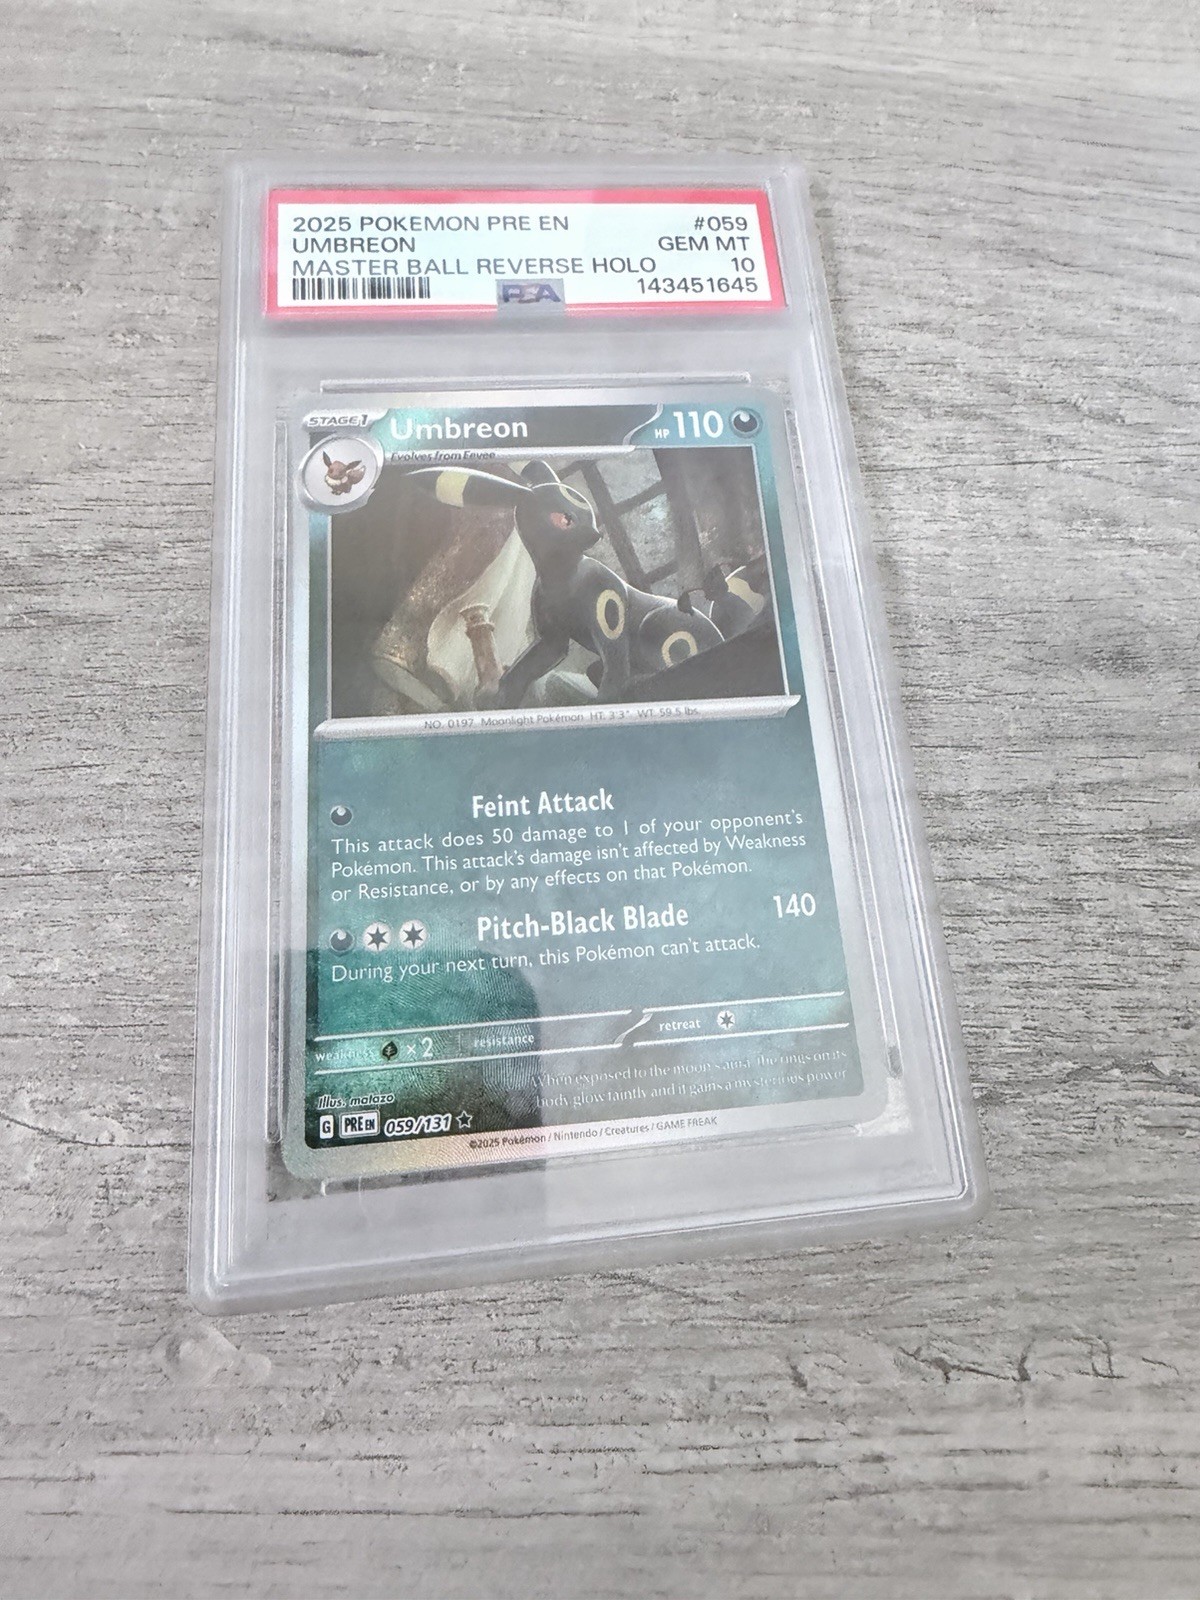 2025 POKEMON PRE EN #059
UMBREON GEM MT
MASTER BALL REVERSE HOLO 10
PSA 143451645
STAGE 1 Umbreon HP 110
Evolves from Eevee
NO. 0197 Moonlight Pokémon HT: 3'3" WT: 59.5 lbs.
Feint Attack
This attack does 50 damage to 1 of your opponent's
Pokémon. This attack's damage isn't affected by Weakness
or Resistance, or by any effects on that Pokémon.
Pitch-Black Blade 140
During your next turn, this Pokémon can't attack.
weakness ×2 resistance retreat
When exposed to the moon's aura, the rings on its
body glow faintly and it gains a mysterious power.
Illus. malazo
G PRE EN 059/131
©2025 Pokémon / Nintendo / Creatures / GAME FREAK